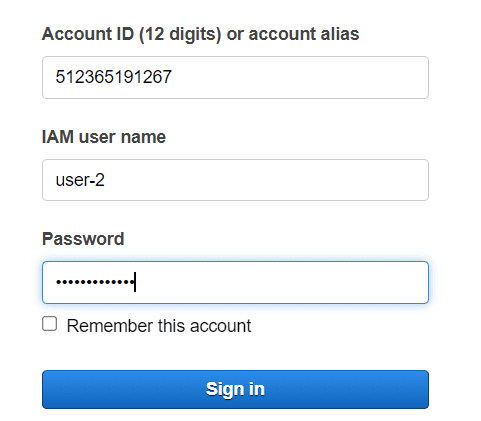 Account ID (12 digits) or account alias
512365191267
IAM user name
user-2
Password
•••••••••••••
Remember this account
Sign in